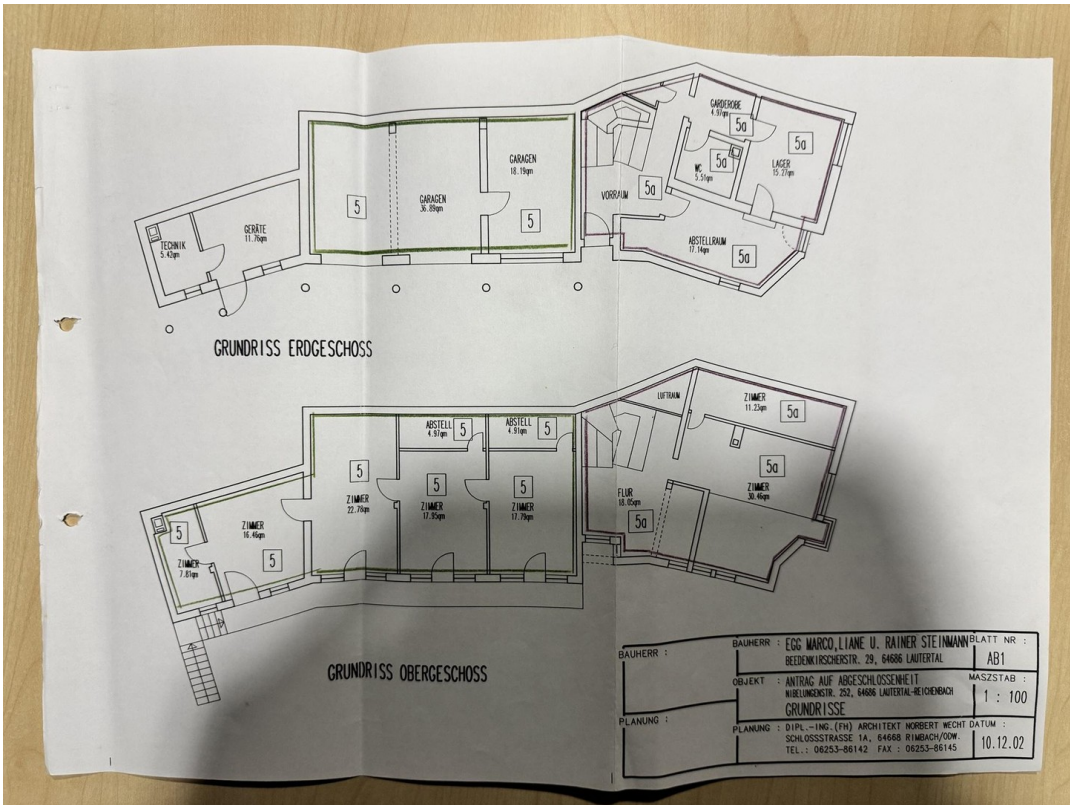 GARDEROBE
4.97qm
5a
5a
LAGER
15.27qm
WC
5.51qm
5a
GARAGEN
18.19qm
5
GARAGEN
36.89qm
5
VORRAUM
5a
ABSTELLRAUM
17.14qm
5a
GERÄTE
11.76qm
TECHNIK
5.42qm
GRUNDRISS ERDGESCHOSS
LUFTRAUM
ZIMMER
11.23qm
5a
ABSTELL
4.97qm
5
ABSTELL
4.91qm
5
5
ZIMMER
22.78qm
5
ZIMMER
17.95qm
5
ZIMMER
17.79qm
5a
ZIMMER
30.46qm
FLUR
18.05qm
5a
ZIMMER
16.46qm
5
5
ZIMMER
7.81qm
GRUNDRISS OBERGESCHOSS
BAUHERR :
PLANUNG :
BAUHERR : EGG MARCO,LIANE U. RAINER STEINMANN
BEEDENKIRCHERSTR. 29, 64686 LAUTERTAL
BLATT NR :
AB1
OBJEKT : ANTRAG AUF ABGESCHLOSSENHEIT
NIBELUNGENSTR. 252, 64686 LAUTERTAL-REICHENBACH
GRUNDRISSE
MASZSTAB :
1 : 100
PLANUNG : DIPL.-ING.(FH) ARCHITEKT NORBERT WECHT
SCHLOSSSTRASSE 1A, 64668 RIMBACH/ODW.
TEL.: 06253-86142 FAX : 06253-86145
DATUM :
10.12.02